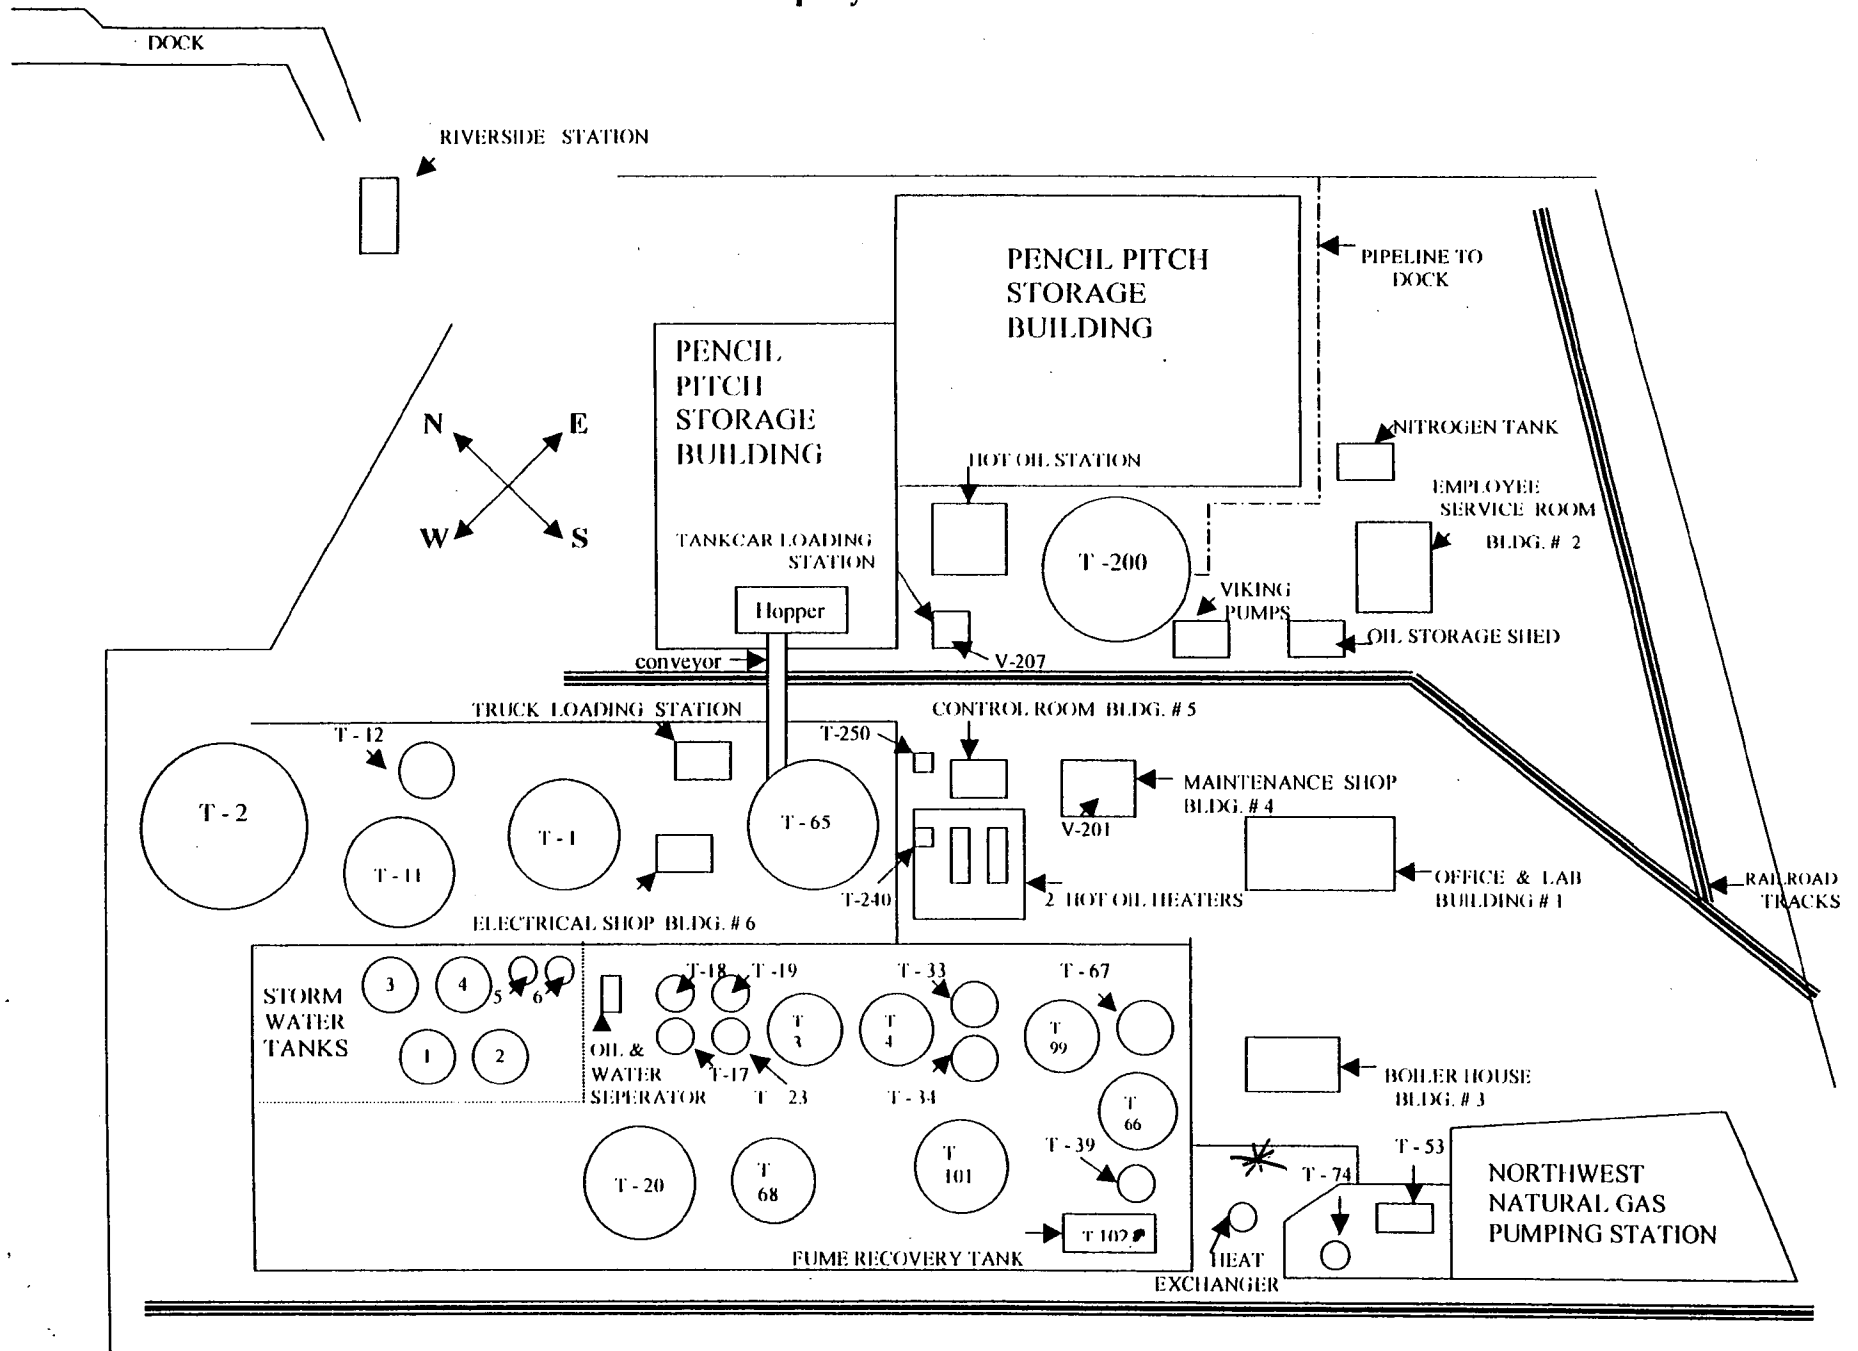 DOCK
RIVERSIDE STATION
PENCIL PITCH
STORAGE
BUILDING
PIPELINE TO
DOCK
PENCIL
PITCH
STORAGE
BUILDING
N
E
W
S
NITROGEN TANK
HOT OIL STATION
EMPLOYEE
SERVICE ROOM
BLDG. # 2
TANKCAR LOADING
STATION
T -200
VIKING
PUMPS
Hopper
OIL STORAGE SHED
conveyor
V-207
TRUCK LOADING STATION
CONTROL ROOM BLDG. # 5
T - 12
T-250
MAINTENANCE SHOP
BLDG. # 4
T - 2
T - 1
T - 65
V-201
T - 11
T-240
2 HOT OIL HEATERS
OFFICE & LAB
BUILDING # 1
RAILROAD
TRACKS
ELECTRICAL SHOP BLDG. # 6
STORM
WATER
TANKS
3
4
5
6
1
2
T-18
T -19
T - 33
T - 67
T
3
T
4
T
99
OIL &
WATER
SEPERATOR
T-17
T 23
T - 34
BOILER HOUSE
BLDG. # 3
T
66
T - 20
T
68
T
101
T - 39
T - 74
T - 53
NORTHWEST
NATURAL GAS
PUMPING STATION
T 102
FUME RECOVERY TANK
HEAT
EXCHANGER